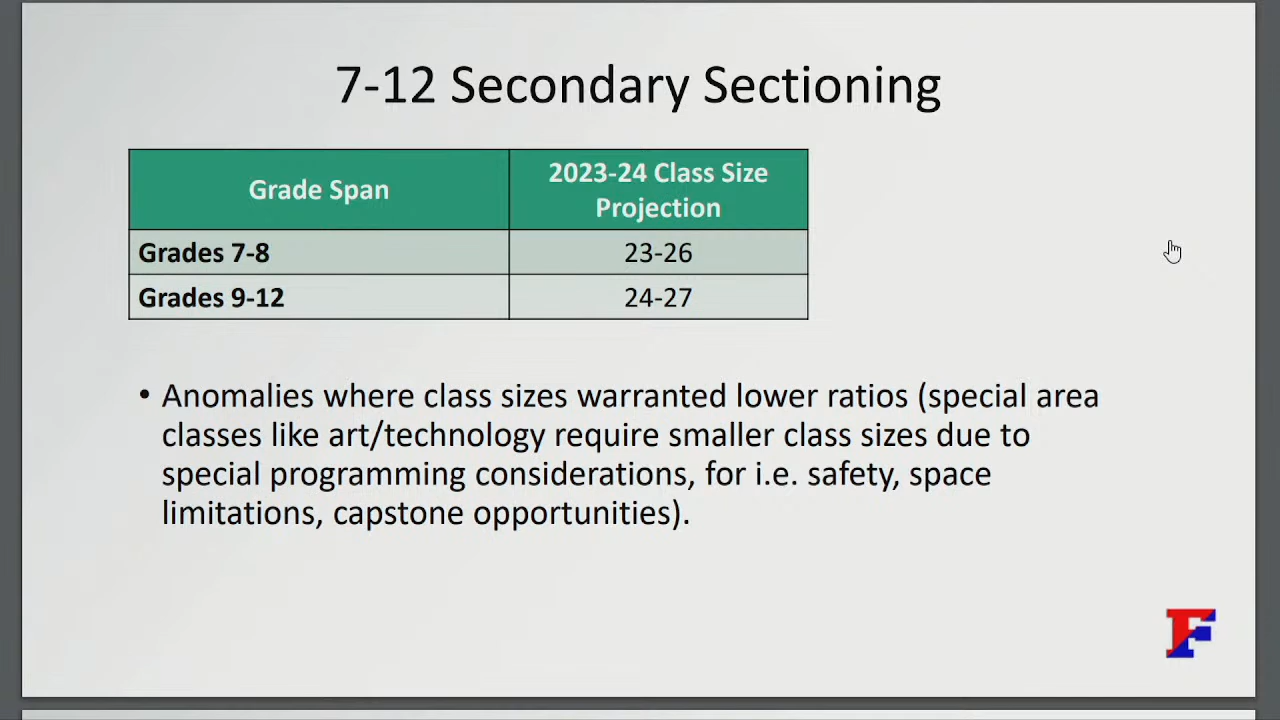 7-12 Secondary Sectioning
Grade Span
2023-24 Class Size
Projection
Grades 7-8
23-26
Grades 9-12
24-27
• Anomalies where class sizes warranted lower ratios (special area
classes like art/technology require smaller class sizes due to
special programming considerations, for i.e. safety, space
limitations, capstone opportunities).
F